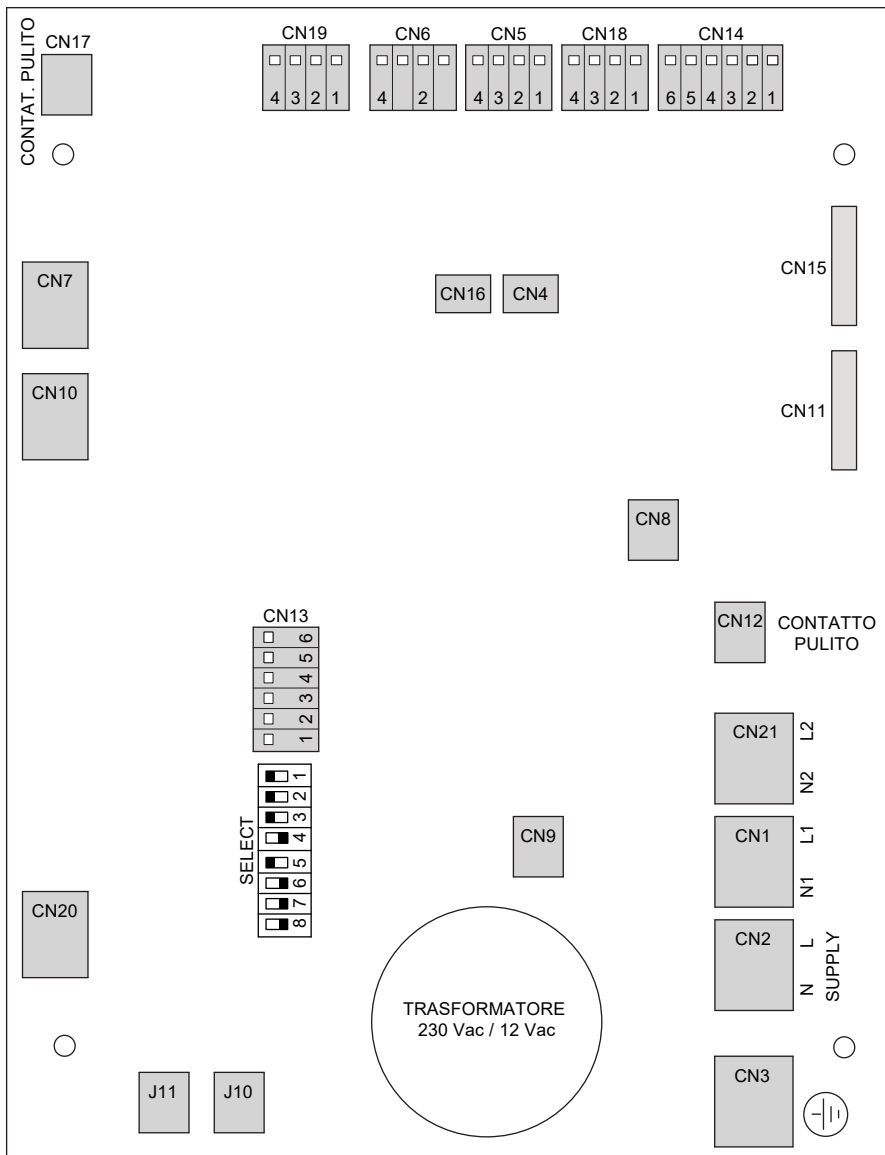 CONTAT. PULITO
CN17
CN19
4 3 2 1
CN6
4 2
CN5
4 3 2 1
CN18
4 3 2 1
CN14
6 5 4 3 2 1
CN7
CN16
CN4
CN15
CN10
CN11
CN8
CN13
6
5
4
3
2
1
CN12
CONTATTO
PULITO
SELECT
1
2
3
4
5
6
7
8
CN21
L2
N2
CN9
CN1
L1
N1
CN20
CN2
L
N
SUPPLY
TRASFORMATORE
230 Vac / 12 Vac
J11
J10
CN3